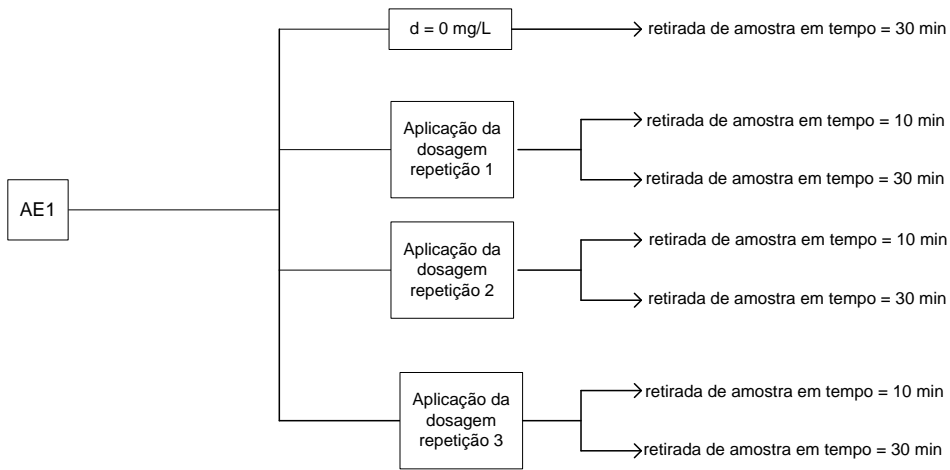 d = 0 mg/L
retirada de amostra em tempo = 30 min
Aplicação da
dosagem
repetição 1
retirada de amostra em tempo = 10 min
retirada de amostra em tempo = 30 min
AE1
Aplicação da
dosagem
repetição 2
retirada de amostra em tempo = 10 min
retirada de amostra em tempo = 30 min
Aplicação da
dosagem
repetição 3
retirada de amostra em tempo = 10 min
retirada de amostra em tempo = 30 min